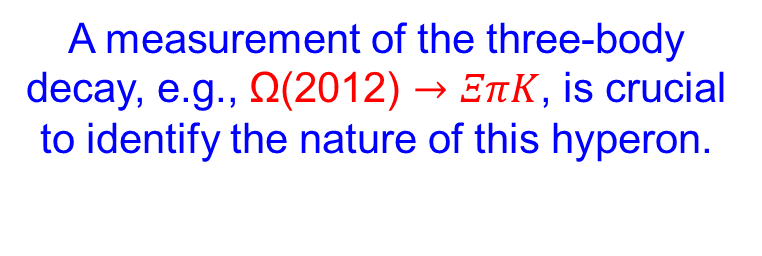 A measurement of the three-body
decay, e.g., Ω(2012) → ΞπK, is crucial
to identify the nature of this hyperon.